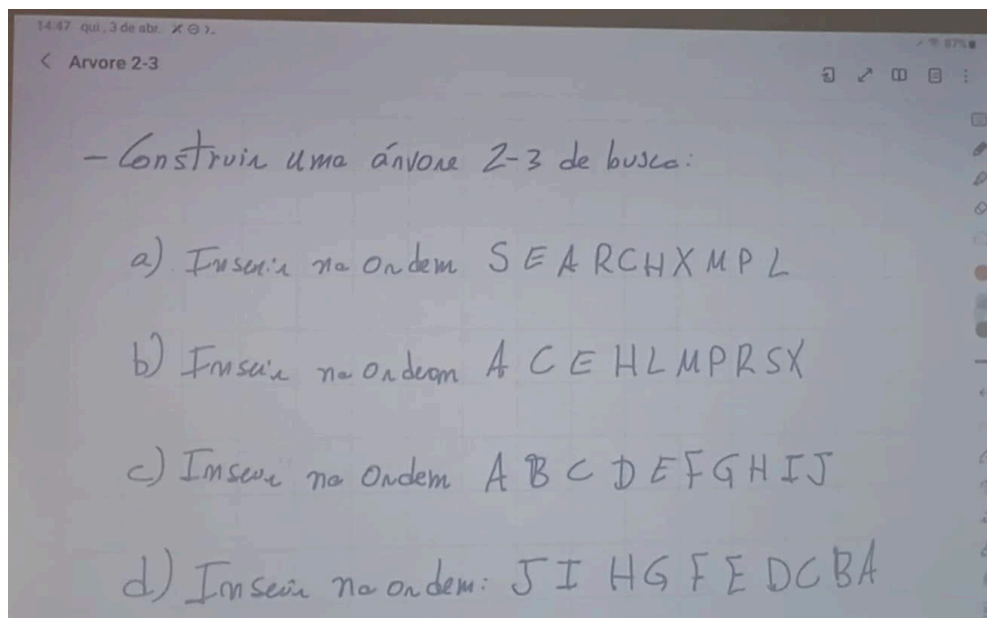 14:47 qui., 3 de abr.
87%
< Arvore 2-3
- Construir uma árvore 2-3 de busca:
a) Inserir na ordem S E A R C H X M P L
b) Inserir na ordem A C E H L M P R S X
c) Inserir na ordem A B C D E F G H I J
d) Inserir na ordem: J I H G F E D C B A